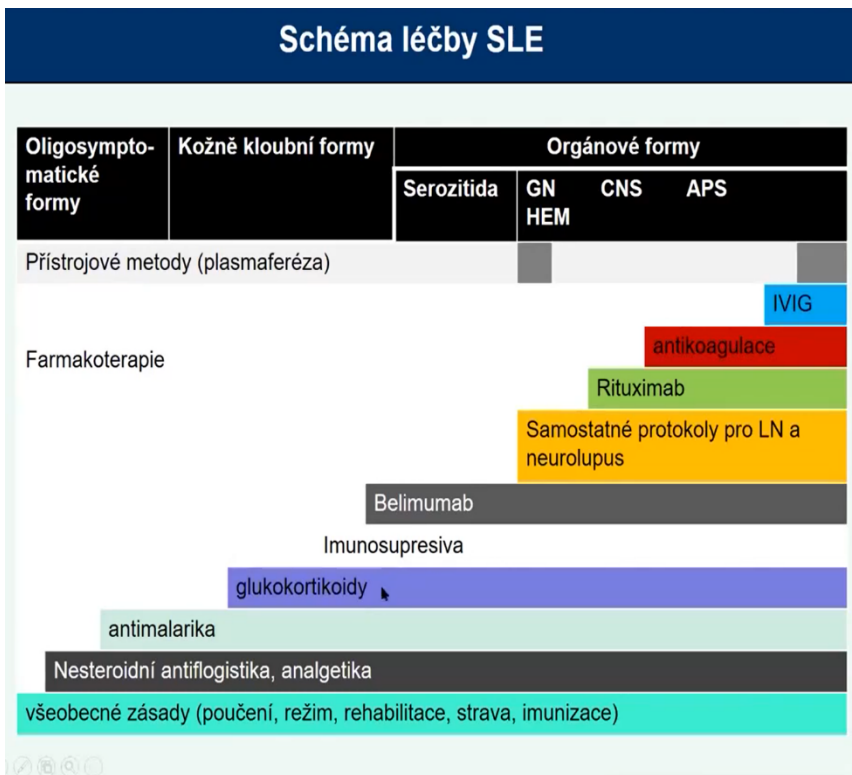 Schéma léčby SLE
Oligosympto-
matické
formy
Kožně kloubní formy
Orgánové formy
Serozitida
GN CNS APS
HEM
Přístrojové metody (plasmaferéza)
IVIG
antikoagulace
Farmakoterapie
Rituximab
Samostatné protokoly pro LN a
neurolupus
Belimumab
Imunosupresiva
glukokortikoidy
antimalarika
Nesteroidní antiflogistika, analgetika
všeobecné zásady (poučení, režim, rehabilitace, strava, imunizace)